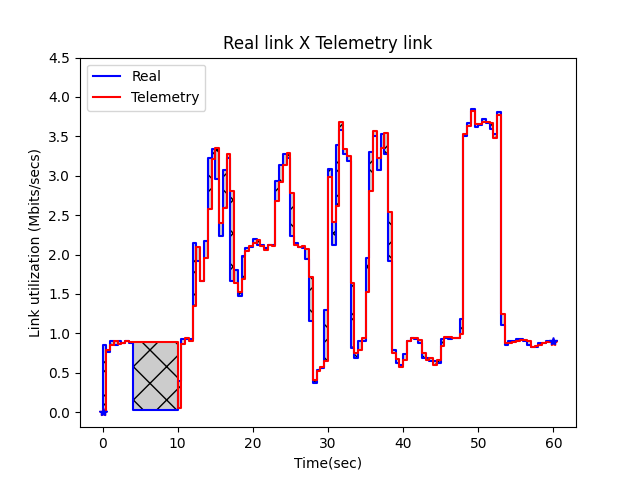 Real link X Telemetry link
Real
Telemetry
Link utilization (Mbits/secs)
4.5
4.0
3.5
3.0
2.5
2.0
1.5
1.0
0.5
0.0
0 10 20 30 40 50 60
Time(sec)